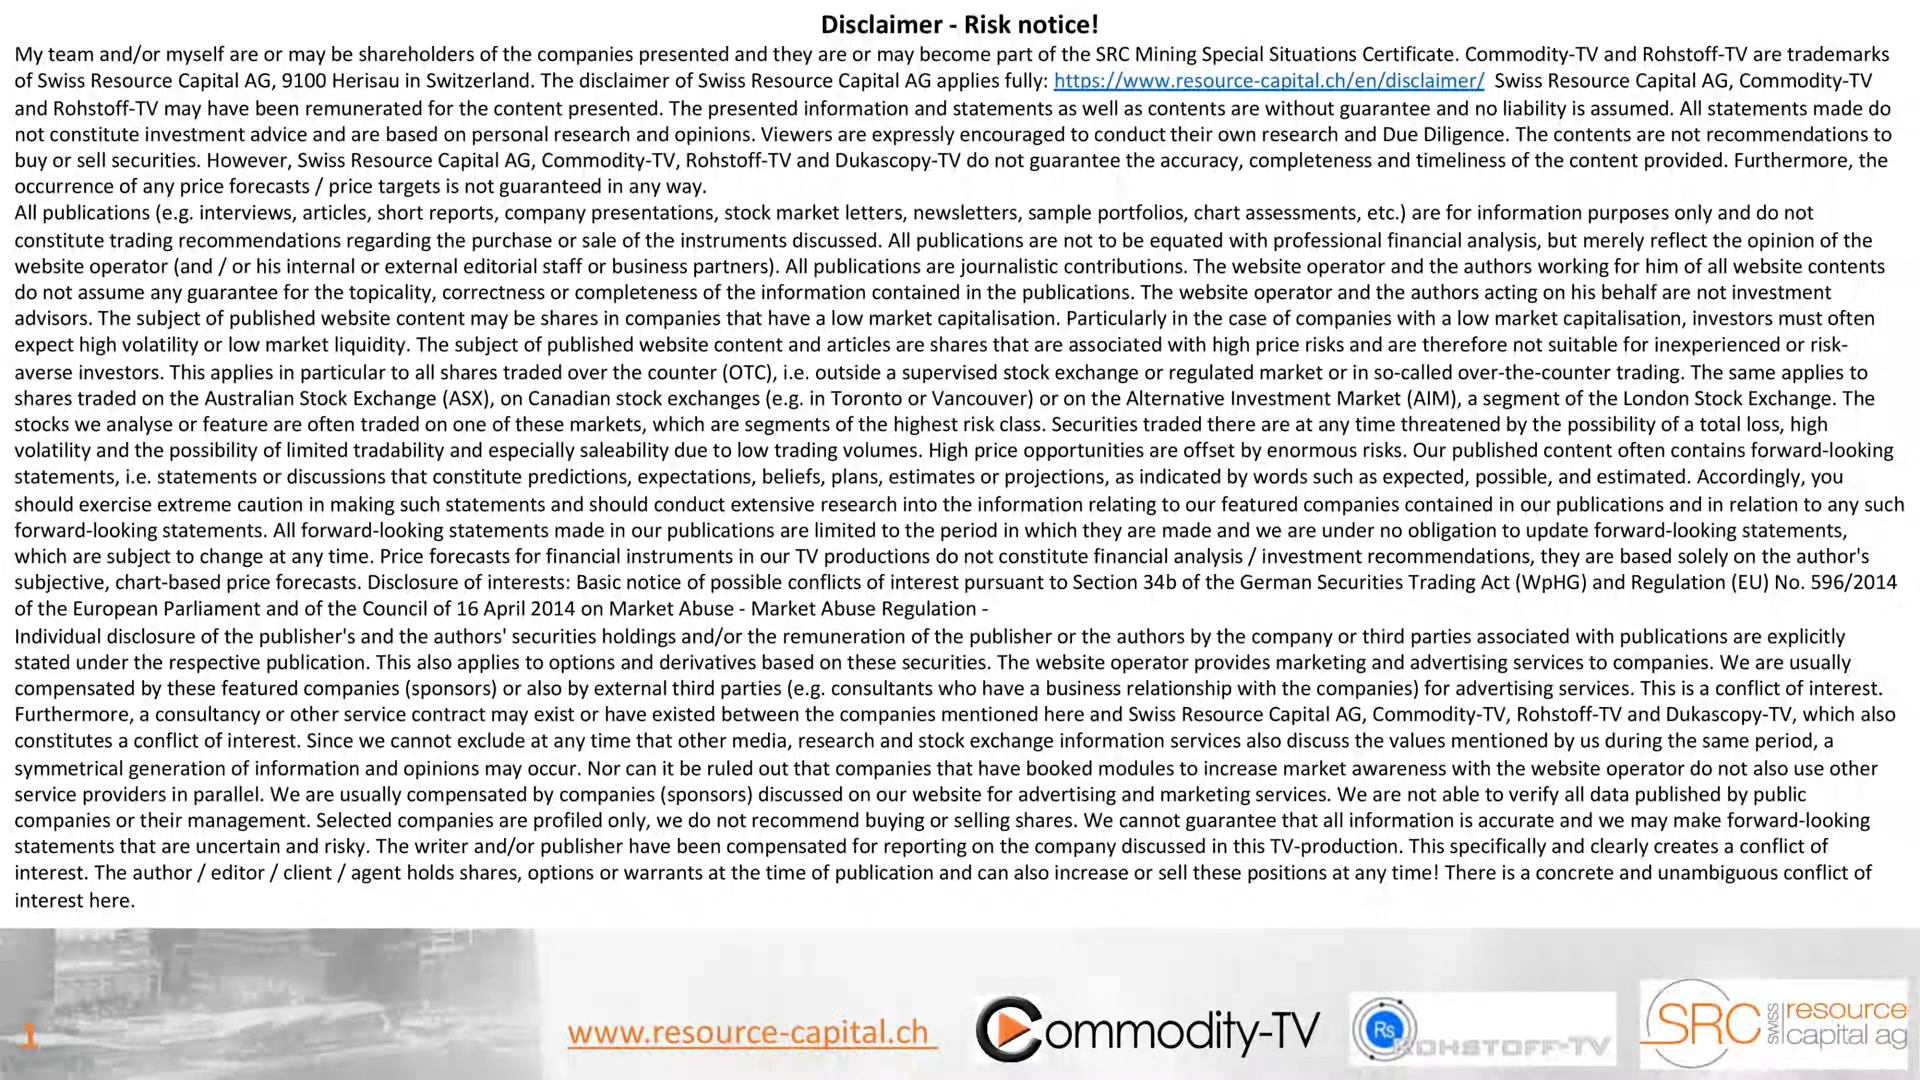 Disclaimer - Risk notice!
My team and/or myself are or may be shareholders of the companies presented and they are or may become part of the SRC Mining Special Situations Certificate. Commodity-TV and Rohstoff-TV are trademarks
of Swiss Resource Capital AG, 9100 Herisau in Switzerland. The disclaimer of Swiss Resource Capital AG applies fully: https://www.resource-capital.ch/en/disclaimer/ Swiss Resource Capital AG, Commodity-TV
and Rohstoff-TV may have been remunerated for the content presented. The presented information and statements as well as contents are without guarantee and no liability is assumed. All statements made do
not constitute investment advice and are based on personal research and opinions. Viewers are expressly encouraged to conduct their own research and Due Diligence. The contents are not recommendations to
buy or sell securities. However, Swiss Resource Capital AG, Commodity-TV, Rohstoff-TV and Dukascopy-TV do not guarantee the accuracy, completeness and timeliness of the content provided. Furthermore, the
occurrence of any price forecasts / price targets is not guaranteed in any way.
All publications (e.g. interviews, articles, short reports, company presentations, stock market letters, newsletters, sample portfolios, chart assessments, etc.) are for information purposes only and do not
constitute trading recommendations regarding the purchase or sale of the instruments discussed. All publications are not to be equated with professional financial analysis, but merely reflect the opinion of the
website operator (and / or his internal or external editorial staff or business partners). All publications are journalistic contributions. The website operator and the authors working for him of all website contents
do not assume any guarantee for the topicality, correctness or completeness of the information contained in the publications. The website operator and the authors acting on his behalf are not investment
advisors. The subject of published website content may be shares in companies that have a low market capitalisation. Particularly in the case of companies with a low market capitalisation, investors must often
expect high volatility or low market liquidity. The subject of published website content and articles are shares that are associated with high price risks and are therefore not suitable for inexperienced or risk-
averse investors. This applies in particular to all shares traded over the counter (OTC), i.e. outside a supervised stock exchange or regulated market or in so-called over-the-counter trading. The same applies to
shares traded on the Australian Stock Exchange (ASX), on Canadian stock exchanges (e.g. in Toronto or Vancouver) or on the Alternative Investment Market (AIM), a segment of the London Stock Exchange. The
stocks we analyse or feature are often traded on one of these markets, which are segments of the highest risk class. Securities traded there are at any time threatened by the possibility of a total loss, high
volatility and the possibility of limited tradability and especially saleability due to low trading volumes. High price opportunities are offset by enormous risks. Our published content often contains forward-looking
statements, i.e. statements or discussions that constitute predictions, expectations, beliefs, plans, estimates or projections, as indicated by words such as expected, possible, and estimated. Accordingly, you
should exercise extreme caution in making such statements and should conduct extensive research into the information relating to our featured companies contained in our publications and in relation to any such
forward-looking statements. All forward-looking statements made in our publications are limited to the period in which they are made and we are under no obligation to update forward-looking statements,
which are subject to change at any time. Price forecasts for financial instruments in our TV productions do not constitute financial analysis / investment recommendations, they are based solely on the author's
subjective, chart-based price forecasts. Disclosure of interests: Basic notice of possible conflicts of interest pursuant to Section 34b of the German Securities Trading Act (WpHG) and Regulation (EU) No. 596/2014
of the European Parliament and of the Council of 16 April 2014 on Market Abuse - Market Abuse Regulation -
Individual disclosure of the publisher's and the authors' securities holdings and/or the remuneration of the publisher or the authors by the company or third parties associated with publications are explicitly
stated under the respective publication. This also applies to options and derivatives based on these securities. The website operator provides marketing and advertising services to companies. We are usually
compensated by these featured companies (sponsors) or also by external third parties (e.g. consultants who have a business relationship with the companies) for advertising services. This is a conflict of interest.
Furthermore, a consultancy or other service contract may exist or have existed between the companies mentioned here and Swiss Resource Capital AG, Commodity-TV, Rohstoff-TV and Dukascopy-TV, which also
constitutes a conflict of interest. Since we cannot exclude at any time that other media, research and stock exchange information services also discuss the values mentioned by us during the same period, a
symmetrical generation of information and opinions may occur. Nor can it be ruled out that companies that have booked modules to increase market awareness with the website operator do not also use other
service providers in parallel. We are usually compensated by companies (sponsors) discussed on our website for advertising and marketing services. We are not able to verify all data published by public
companies or their management. Selected companies are profiled only, we do not recommend buying or selling shares. We cannot guarantee that all information is accurate and we may make forward-looking
statements that are uncertain and risky. The writer and/or publisher have been compensated for reporting on the company discussed in this TV-production. This specifically and clearly creates a conflict of
interest. The author / editor / client / agent holds shares, options or warrants at the time of publication and can also increase or sell these positions at any time! There is a concrete and unambiguous conflict of
interest here.
1
www.resource-capital.ch
Commodity-TV
Rs ROHSTOFF-TV
SRC SWISS resource capital ag